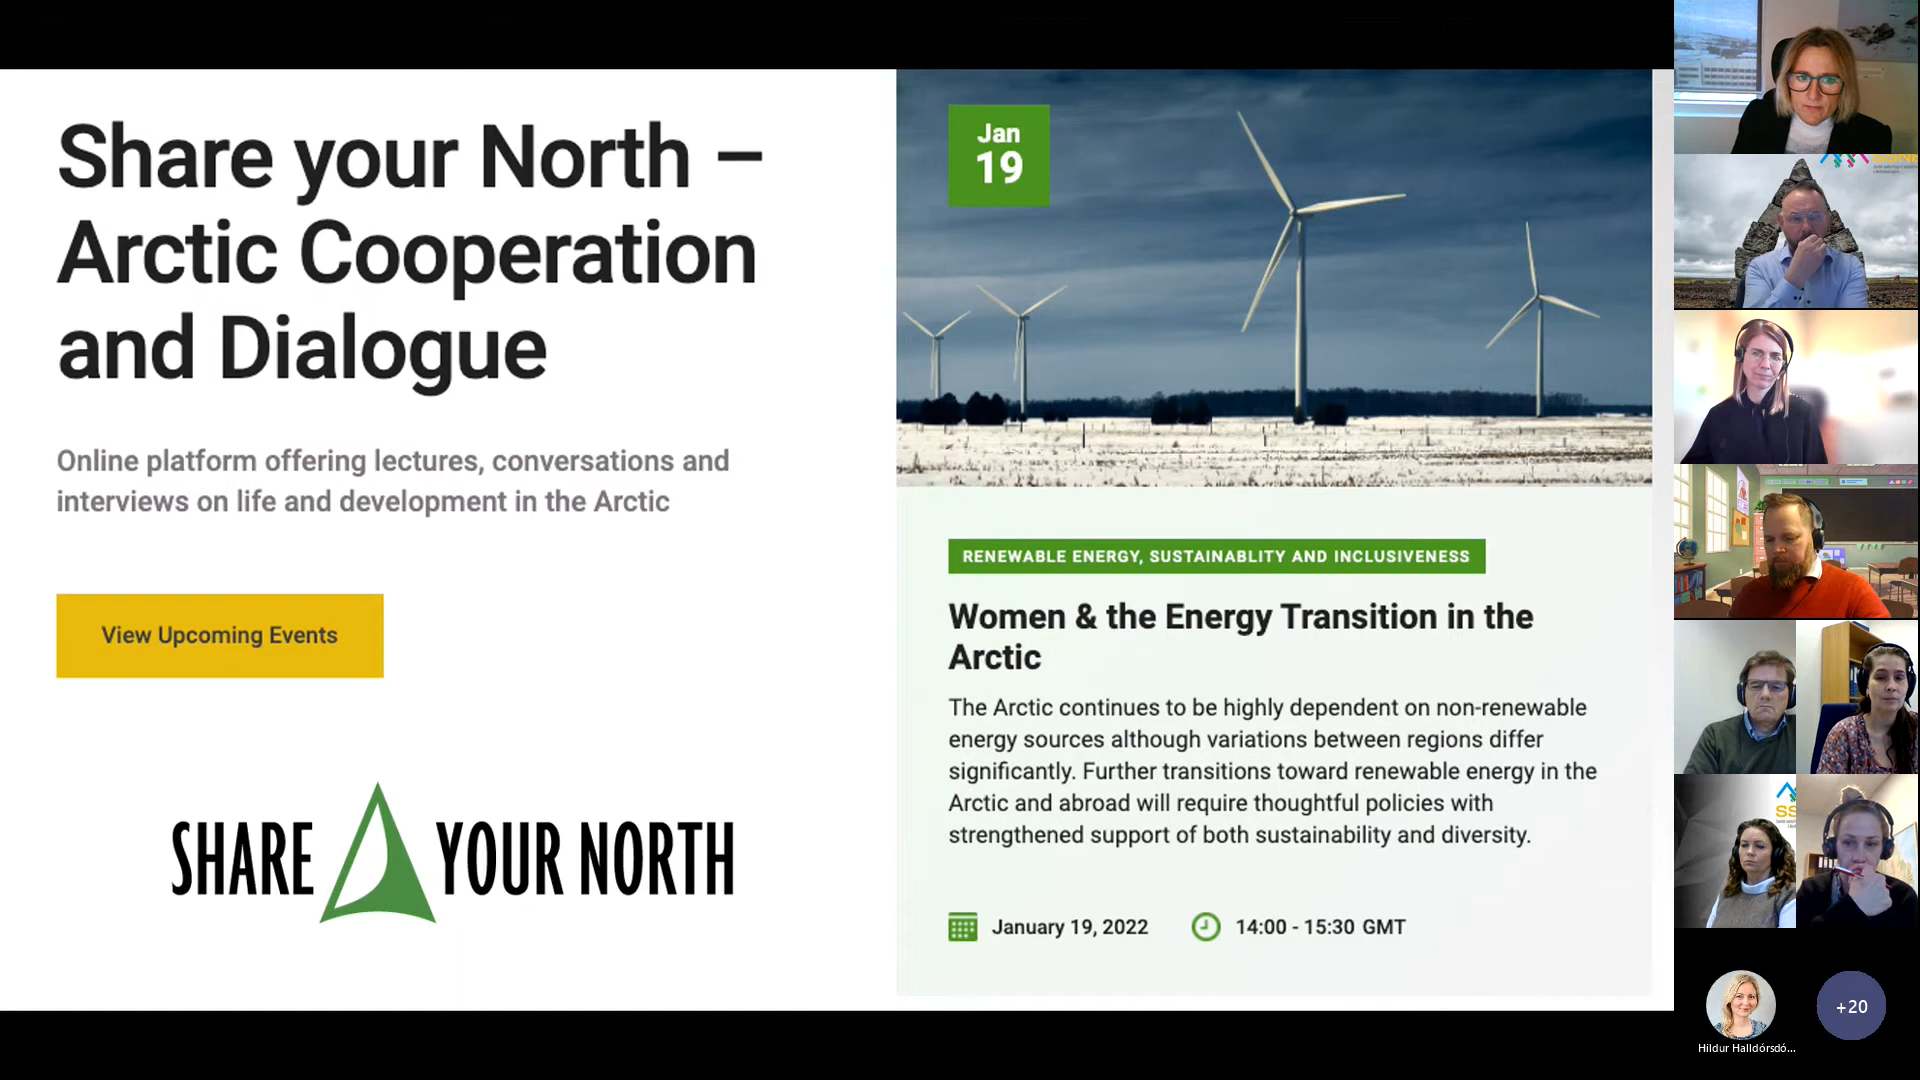 Share your North –
Arctic Cooperation
and Dialogue
Online platform offering lectures, conversations and
interviews on life and development in the Arctic
View Upcoming Events
SHARE YOUR NORTH
Jan
19
RENEWABLE ENERGY, SUSTAINABLITY AND INCLUSIVENESS
Women & the Energy Transition in the
Arctic
The Arctic continues to be highly dependent on non-renewable
energy sources although variations between regions differ
significantly. Further transitions toward renewable energy in the
Arctic and abroad will require thoughtful policies with
strengthened support of both sustainability and diversity.
January 19, 2022
14:00 - 15:30 GMT
Hildur Halldórsdó...
+20